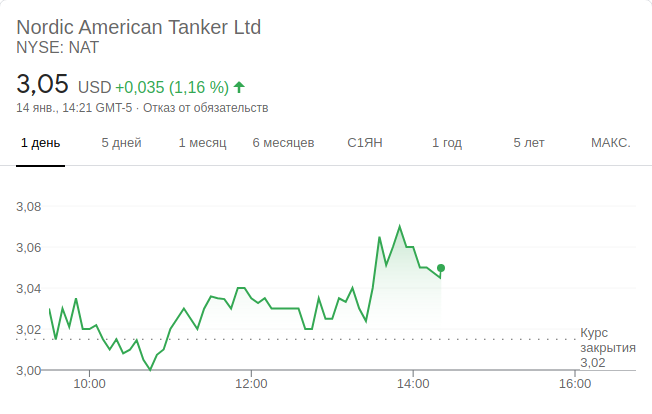 Nordic American Tanker Ltd
NYSE: NAT
3,05 USD +0,035 (1,16 %)
14 янв., 14:21 GMT-5 · Отказ от обязательств
1 день 5 дней 1 месяц 6 месяцев С1ЯН 1 год 5 лет МАКС.
3,08
3,06
3,04
3,02
Курс
закрытия
3,02
3,00
10:00 12:00 14:00 16:00